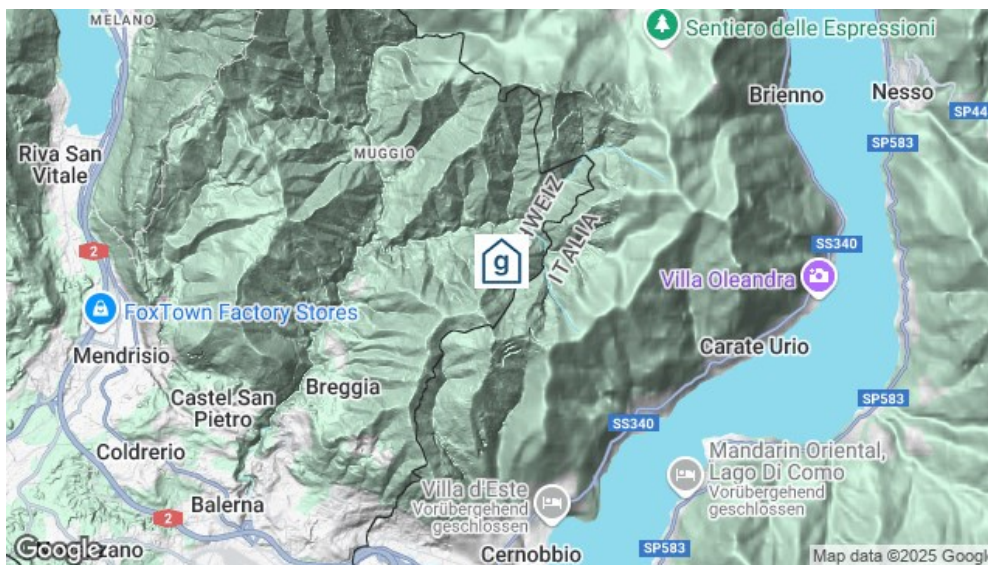 MELANO
Sentiero delle Espressioni
Brienno
Nesso
SP44
SP583
Riva San
Vitale
MUGGIO
ITALIA
2
SS340
g
Villa Oleandra
FoxTown Factory Stores
Mendrisio
Carate Urio
Breggia
Castel San
Pietro
SP583
SS340
Coldrerio
Mandarin Oriental,
Lago Di Como
Vorübergehend
geschlossen
Villa d'Este
Vorübergehend
geschlossen
Balerna
2
Google
Cernobbio
SP583
Map data ©2025 Google